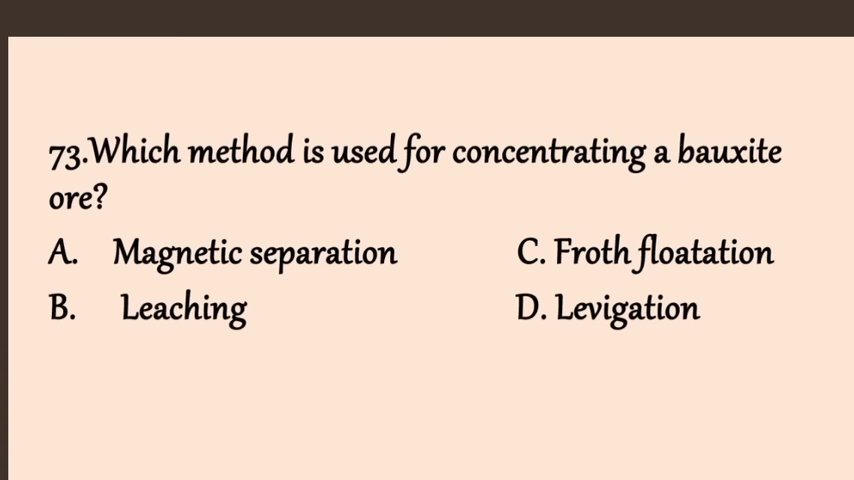 73.Which method is used for concentrating a bauxite
ore?
A. Magnetic separation C. Froth floatation
B. Leaching D. Levigation